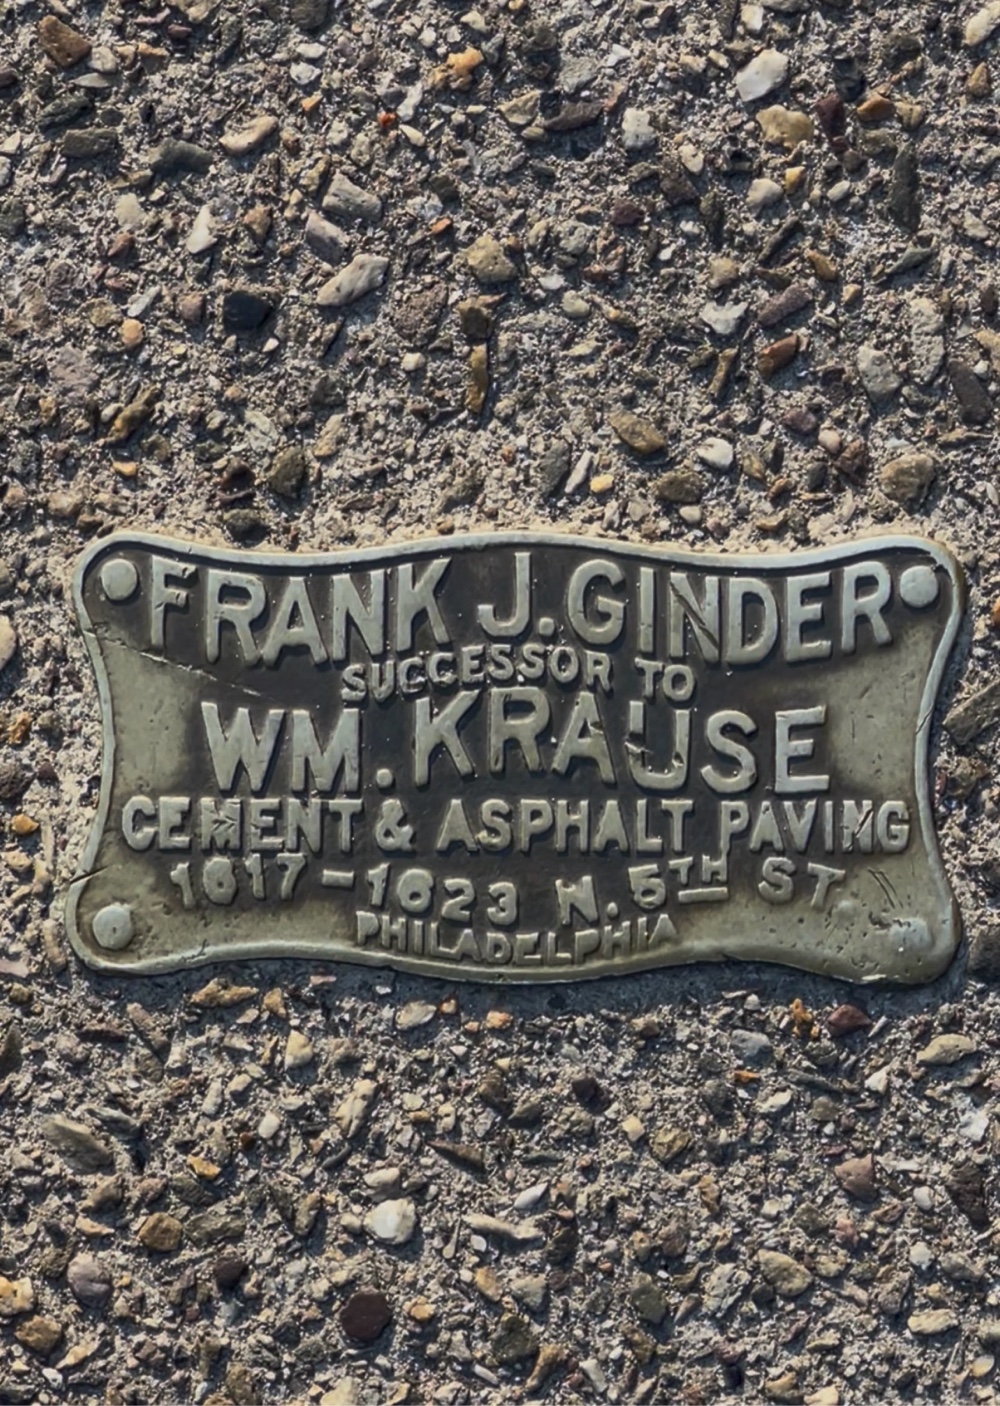 FRANK J. GINDER
SUCCESSOR TO
WM. KRAUSE
CEMENT & ASPHALT PAVING
1617-1623 N. 5TH ST
PHILADELPHIA